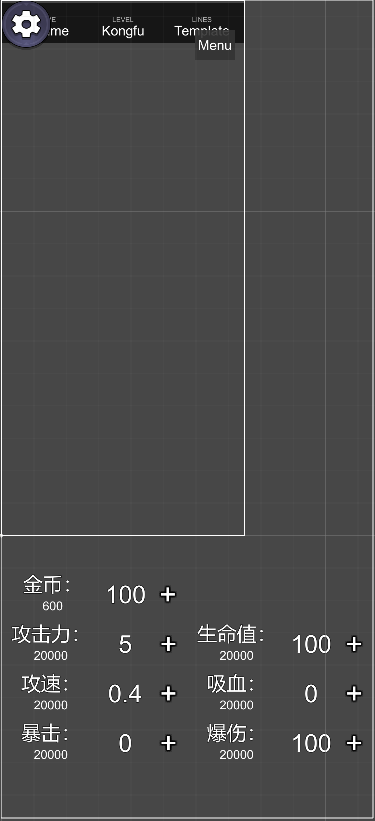 LEVEL
LINES
Kongfu
Template
Menu
金币：
600
100 +
攻击力：
20000
5 +
生命值：
20000
100 +
攻速：
20000
0.4 +
吸血：
20000
0 +
暴击：
20000
0 +
爆伤：
20000
100 +